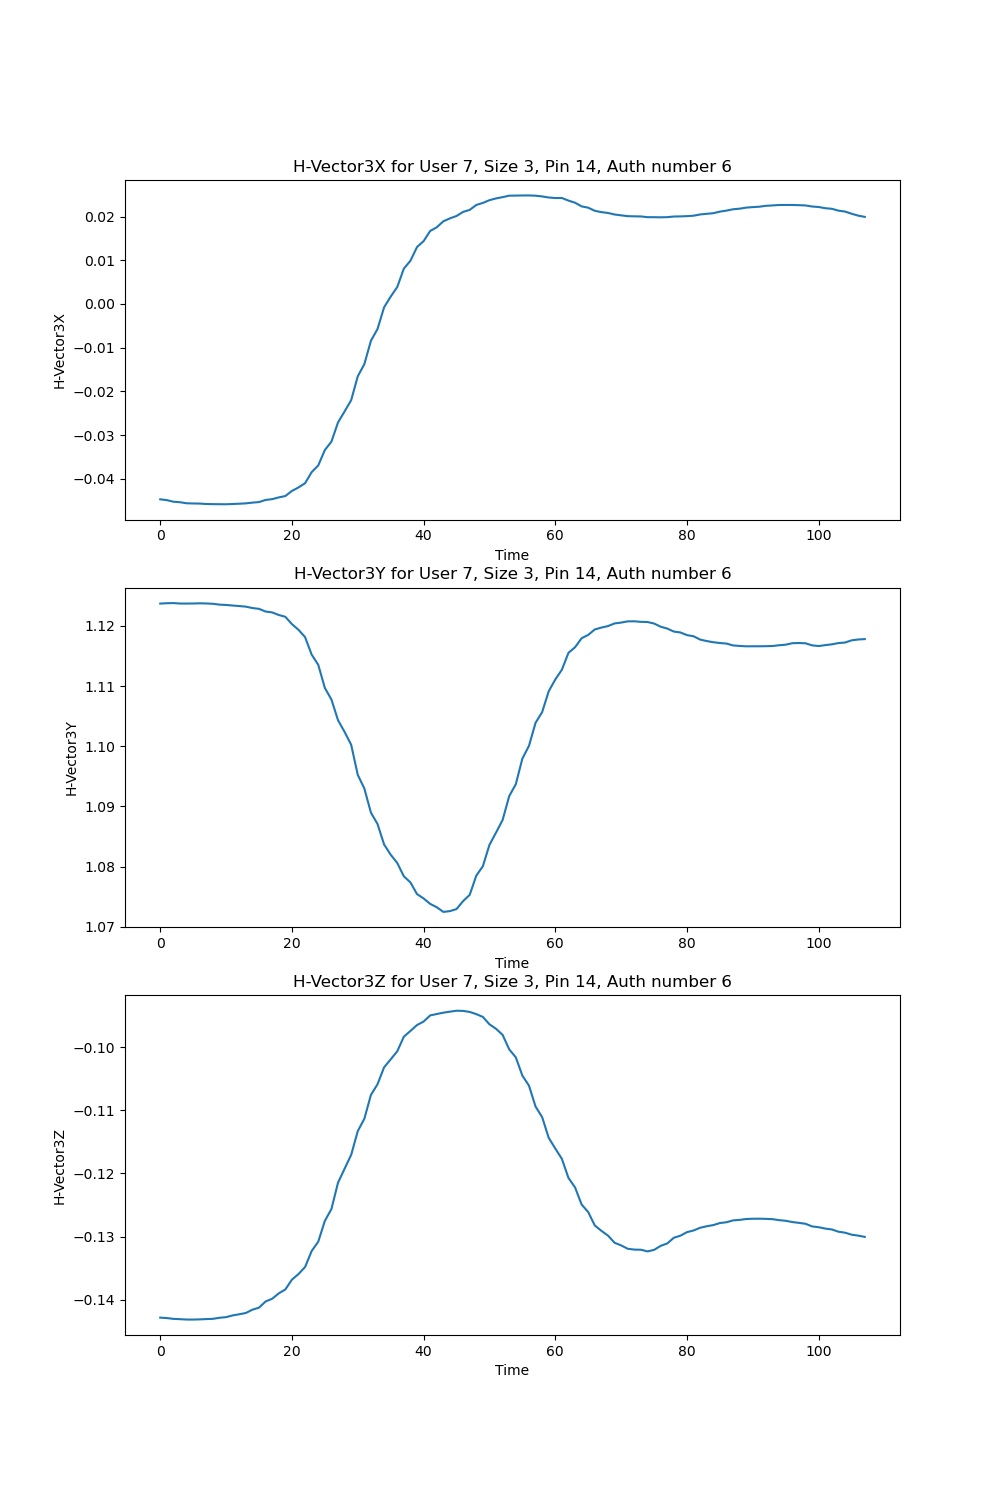 H-Vector3X for User 7, Size 3, Pin 14, Auth number 6
0.02
0.01
0.00
−0.01
−0.02
−0.03
−0.04
H-Vector3X
0 20 40 60 80 100
Time
H-Vector3Y for User 7, Size 3, Pin 14, Auth number 6
1.12
1.11
1.10
1.09
1.08
1.07
H-Vector3Y
0 20 40 60 80 100
Time
H-Vector3Z for User 7, Size 3, Pin 14, Auth number 6
−0.10
−0.11
−0.12
−0.13
−0.14
H-Vector3Z
0 20 40 60 80 100
Time